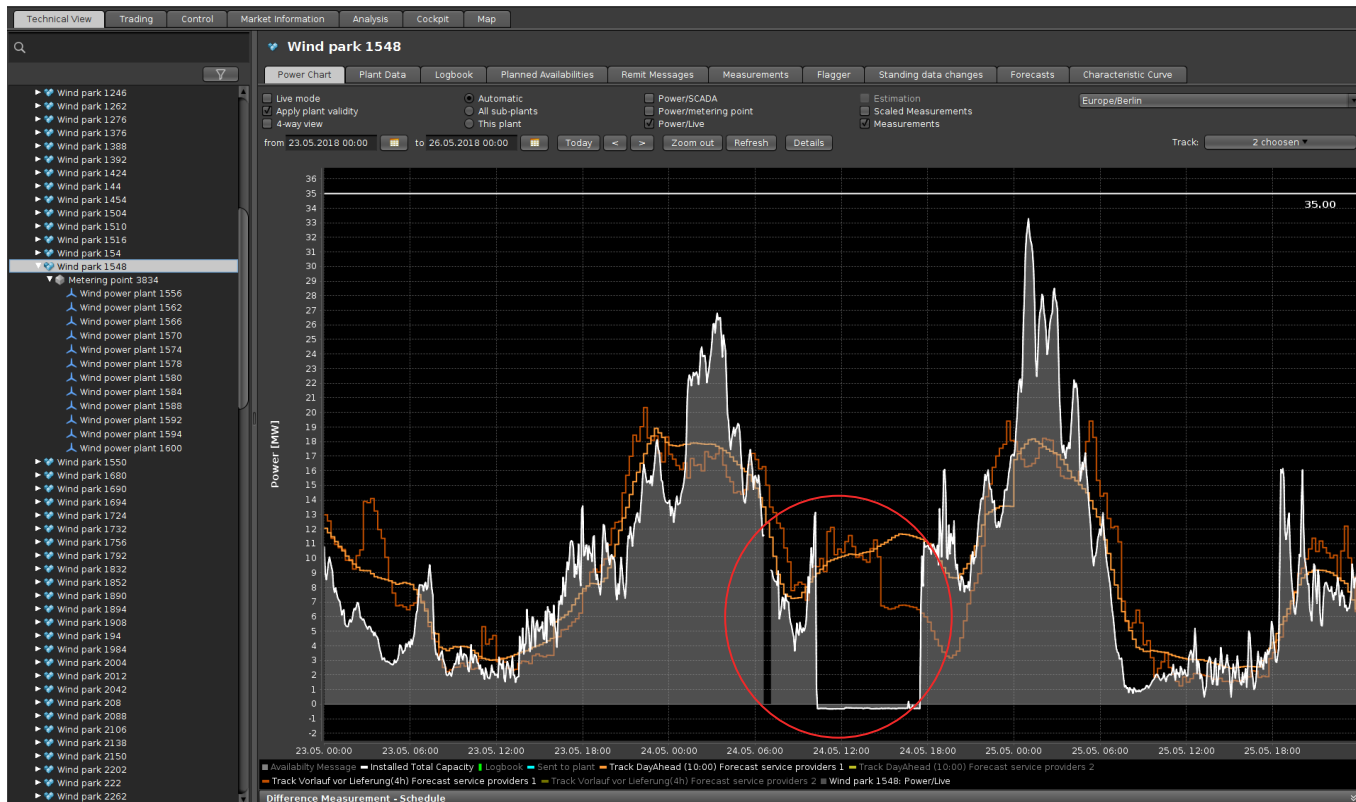 Technical View Trading Control Market Information Analysis Cockpit Map
Wind park 1548
Power Chart Plant Data Logbook Planned Availabilities Remit Messages Measurements Flagger Standing data changes Forecasts Characteristic Curve
Live mode Automatic Power/SCADA Estimation Europe/Berlin
Apply plant validity All sub-plants Power/metering point Scaled Measurements
4-way view This plant Power/Live Measurements
from 23.05.2018 00:00 to 26.05.2018 00:00 Today < > Zoom out Refresh Details Track: 2 choosen
Wind park 1246
Wind park 1262
Wind park 1276
Wind park 1376
Wind park 1388
Wind park 1392
Wind park 1424
Wind park 144
Wind park 1454
Wind park 1504
Wind park 1510
Wind park 1516
Wind park 154
Wind park 1548
Metering point 3834
Wind power plant 1556
Wind power plant 1562
Wind power plant 1566
Wind power plant 1570
Wind power plant 1574
Wind power plant 1578
Wind power plant 1580
Wind power plant 1584
Wind power plant 1588
Wind power plant 1592
Wind power plant 1594
Wind power plant 1600
Wind park 1550
Wind park 1680
Wind park 1690
Wind park 1694
Wind park 1724
Wind park 1732
Wind park 1756
Wind park 1792
Wind park 1832
Wind park 1852
Wind park 1890
Wind park 1894
Wind park 1908
Wind park 194
Wind park 1984
Wind park 2004
Wind park 2012
Wind park 2042
Wind park 208
Wind park 2088
Wind park 2106
Wind park 2138
Wind park 2150
Wind park 2202
Wind park 222
Wind park 2262
Power [MW]
36
35
34
33
32
31
30
29
28
27
26
25
24
23
22
21
20
19
18
17
16
15
14
13
12
11
10
9
8
7
6
5
4
3
2
1
0
-1
-2
35.00
23.05. 00:00 23.05. 06:00 23.05. 12:00 23.05. 18:00 24.05. 00:00 24.05. 06:00 24.05. 12:00 24.05. 18:00 25.05. 00:00 25.05. 06:00 25.05. 12:00 25.05. 18:00
Availabilty Message Installed Total Capacity Logbook Sent to plant Track DayAhead (10:00) Forecast service providers 1 Track DayAhead (10:00) Forecast service providers 2
Track Vorlauf vor Lieferung(4h) Forecast service providers 1 Track Vorlauf vor Lieferung(4h) Forecast service providers 2 Wind park 1548: Power/Live
Difference Measurement - Schedule